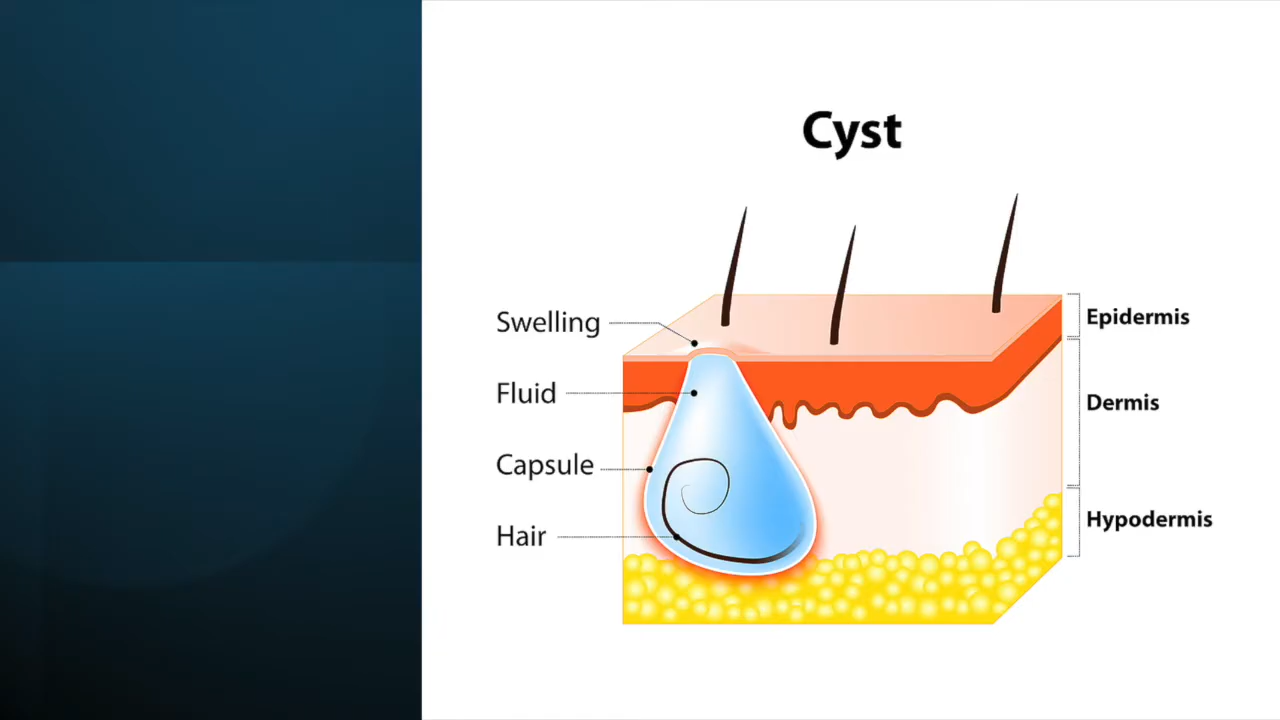 Cyst
Swelling
Fluid
Capsule
Hair
Epidermis
Dermis
Hypodermis